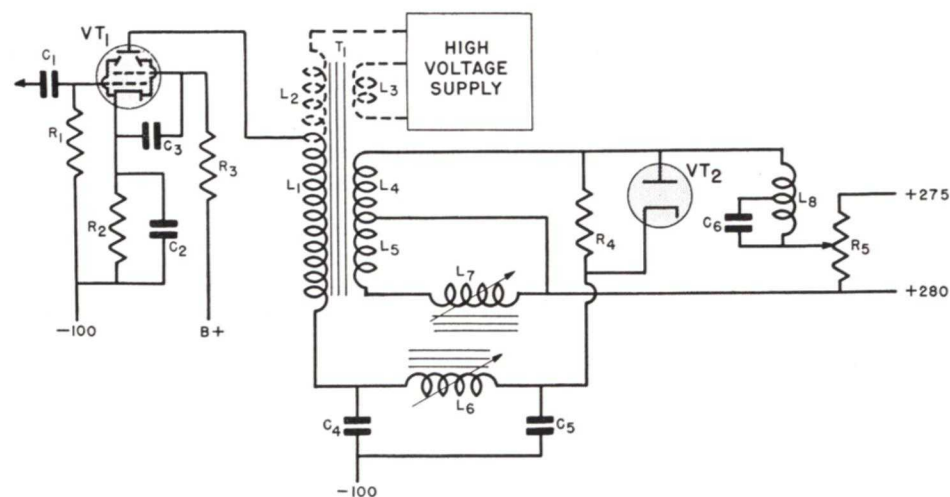 VT1
C1
R1
C3
R3
R2
C2
-100
B+
T1
L2
L3
HIGH
VOLTAGE
SUPPLY
L1
L4
L5
L7
L6
C4
C5
-100
R4
VT2
C6
L8
R5
+275
+280